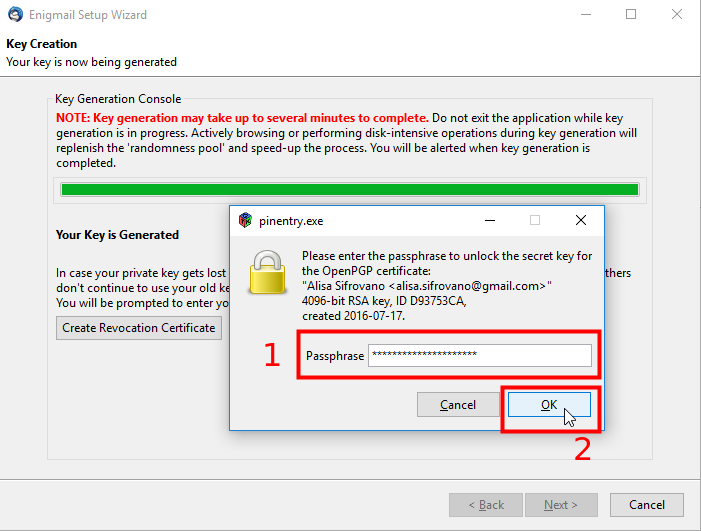 Enigmail Setup Wizard
Key Creation
Your key is now being generated
Key Generation Console
NOTE: Key generation may take up to several minutes to complete. Do not exit the application while key
generation is in progress. Actively browsing or performing disk-intensive operations during key generation will
replenish the 'randomness pool' and speed-up the process. You will be alerted when key generation is
completed.
Your Key is Generated
In case your private key gets lost
thers
don't continue to use your old ke
You will be prompted to enter yo
Create Revocation Certificate
pinentry.exe
Please enter the passphrase to unlock the secret key for
the OpenPGP certificate:
"Alisa Sifrovano <alisa.sifrovano@gmail.com>"
4096-bit RSA key, ID D93753CA,
created 2016-07-17.
1
Passphrase *********************
Cancel
OK
2
< Back
Next >
Cancel